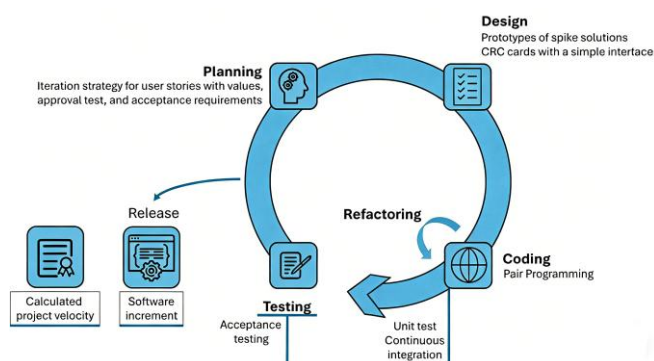 Design
Prototypes of spike solutions
CRC cards with a simple intertace
Planning
Iteration strategy for user stories with values,
approval test, and acceptance requirements
Release
Refactoring
Coding
Pair Programming
Calculated
project velocity
Software
increment
Testing
Acceptance
testing
Unit test
Continuous
integration